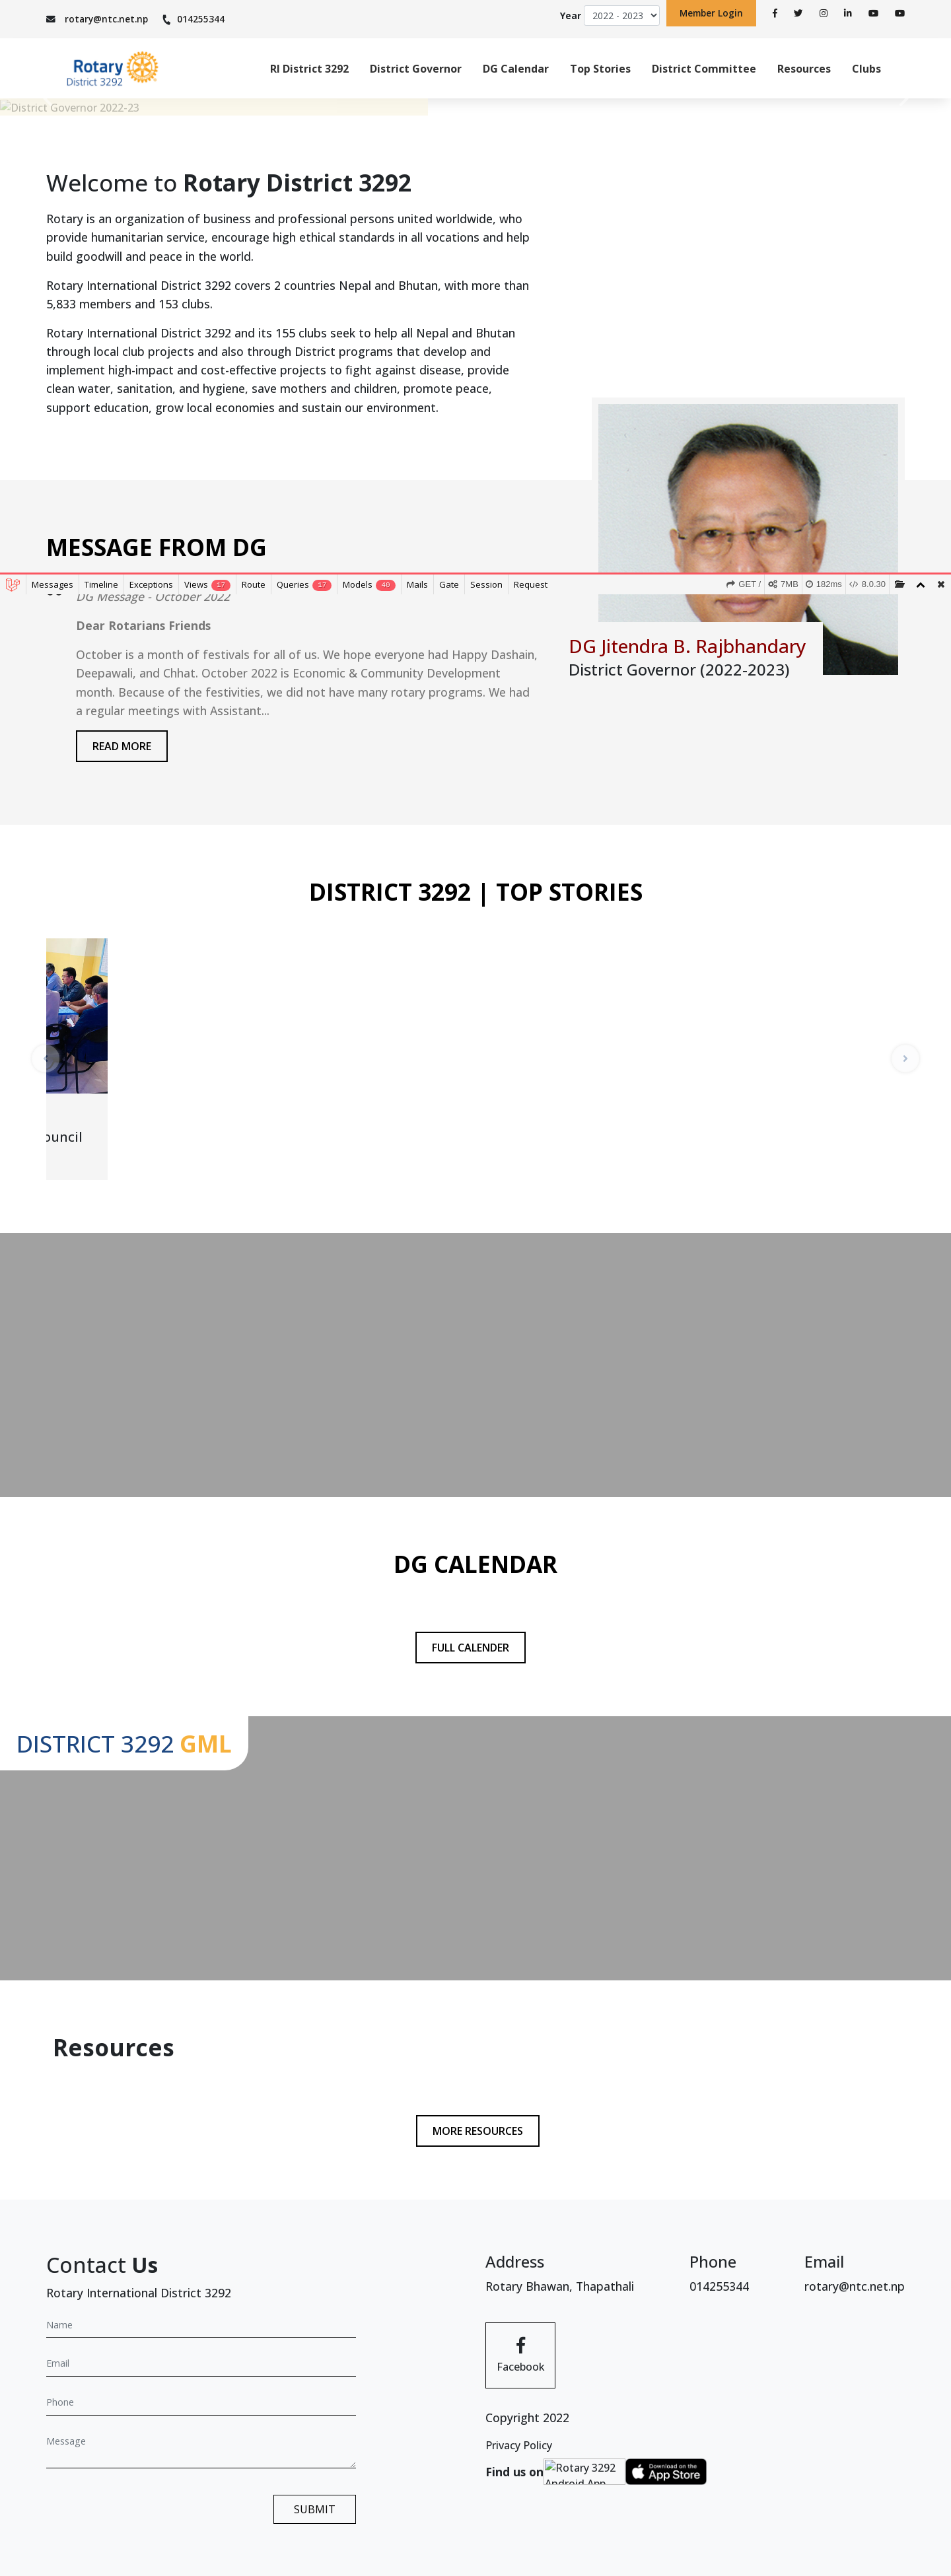 rotary@ntc.net.np 014255344 Year 2022 - 2023 Member Login
Rotary
District 3292
RI District 3292 District Governor DG Calendar Top Stories District Committee Resources Clubs
District Governor 2022-23
Welcome to Rotary District 3292
Rotary is an organization of business and professional persons united worldwide, who
provide humanitarian service, encourage high ethical standards in all vocations and help
build goodwill and peace in the world.
Rotary International District 3292 covers 2 countries Nepal and Bhutan, with more than
5,833 members and 153 clubs.
Rotary International District 3292 and its 155 clubs seek to help all Nepal and Bhutan
through local club projects and also through District programs that develop and
implement high-impact and cost-effective projects to fight against disease, provide
clean water, sanitation, and hygiene, save mothers and children, promote peace,
support education, grow local economies and sustain our environment.
MESSAGE FROM DG
Messages Timeline Exceptions Views 17 Route Queries 17 Models 40 Mails Gate Session Request GET / 7MB 182ms 8.0.30
DG Message - October 2022
Dear Rotarians Friends
October is a month of festivals for all of us. We hope everyone had Happy Dashain,
Deepawali, and Chhat. October 2022 is Economic & Community Development
month. Because of the festivities, we did not have many rotary programs. We had
a regular meetings with Assistant...
READ MORE
DG Jitendra B. Rajbhandary
District Governor (2022-2023)
DISTRICT 3292 | TOP STORIES
ouncil
DG CALENDAR
FULL CALENDER
DISTRICT 3292 GML
Resources
MORE RESOURCES
Contact Us
Rotary International District 3292
Name
Email
Phone
Message
SUBMIT
Address
Rotary Bhawan, Thapathali
Phone
014255344
Email
rotary@ntc.net.np
Facebook
Copyright 2022
Privacy Policy
Find us on Rotary 3292
Android App
Download on the
App Store